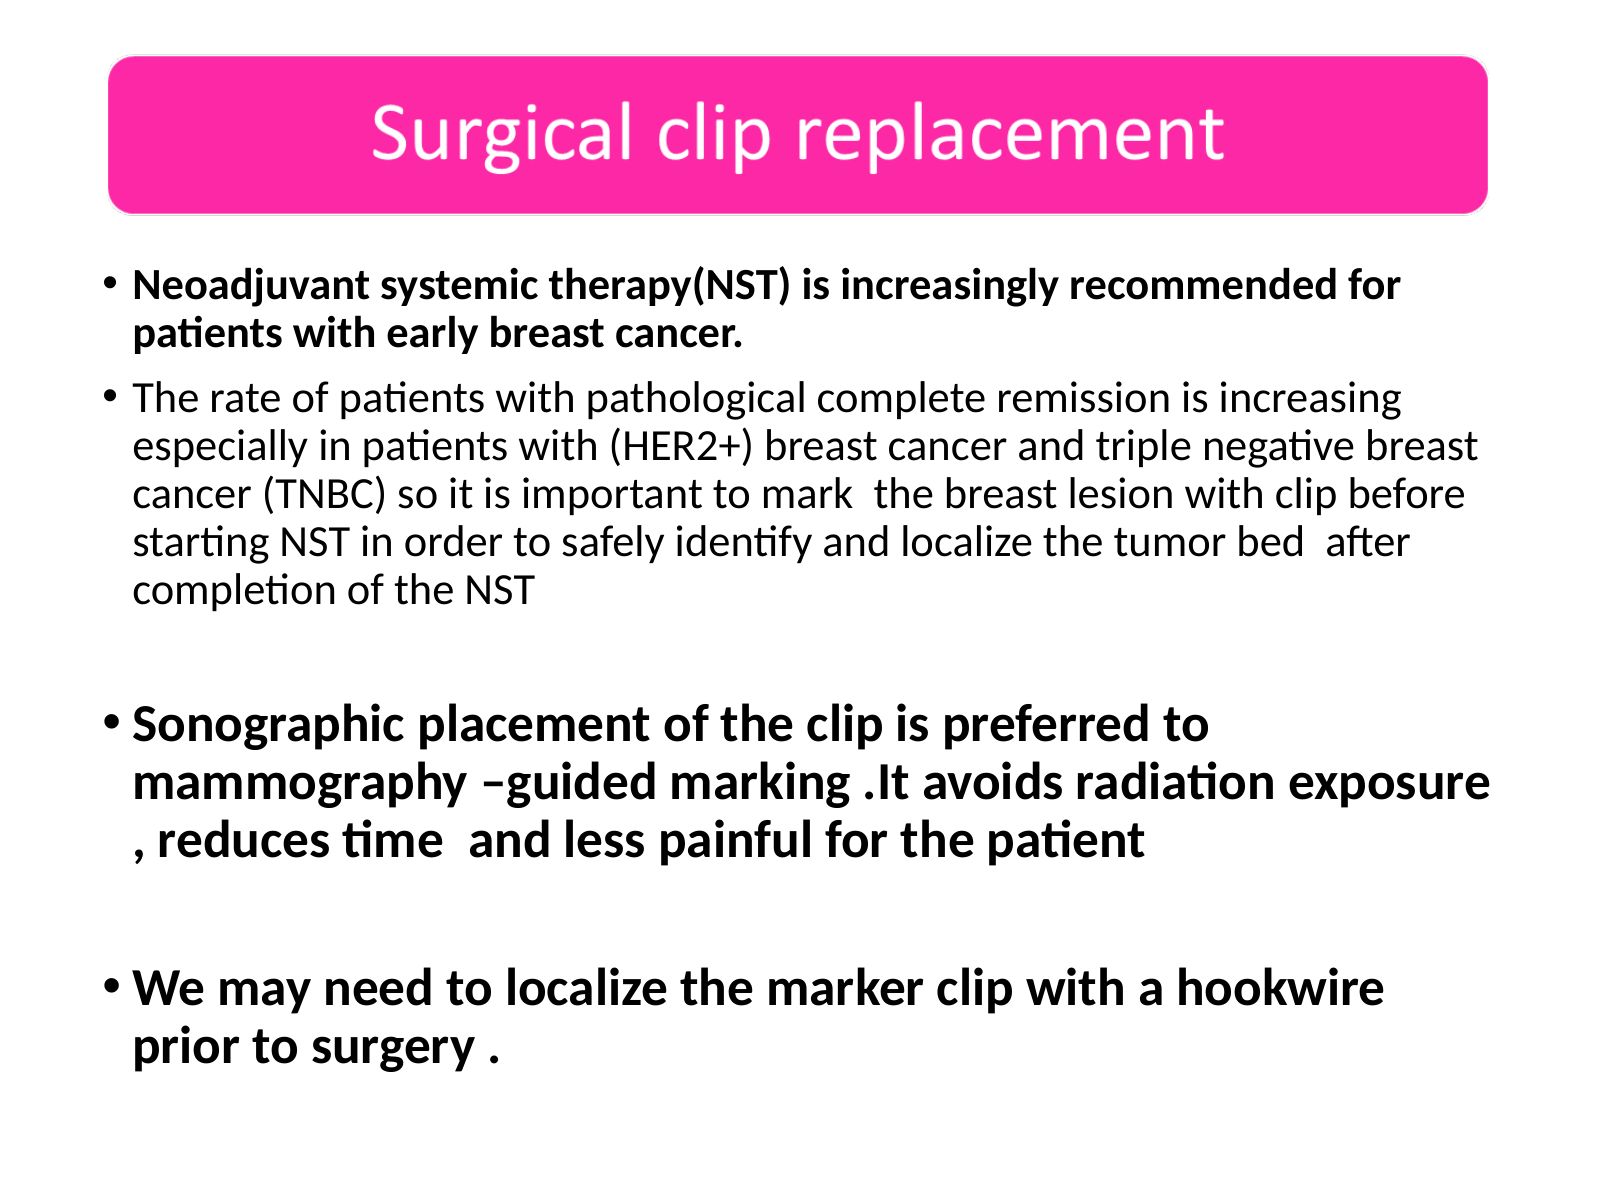 Surgical clip replacement
• Neoadjuvant systemic therapy(NST) is increasingly recommended for
patients with early breast cancer.
• The rate of patients with pathological complete remission is increasing
especially in patients with (HER2+) breast cancer and triple negative breast
cancer (TNBC) so it is important to mark  the breast lesion with clip before
starting NST in order to safely identify and localize the tumor bed  after
completion of the NST
• Sonographic placement of the clip is preferred to
mammography –guided marking .It avoids radiation exposure
, reduces time  and less painful for the patient
• We may need to localize the marker clip with a hookwire
prior to surgery .